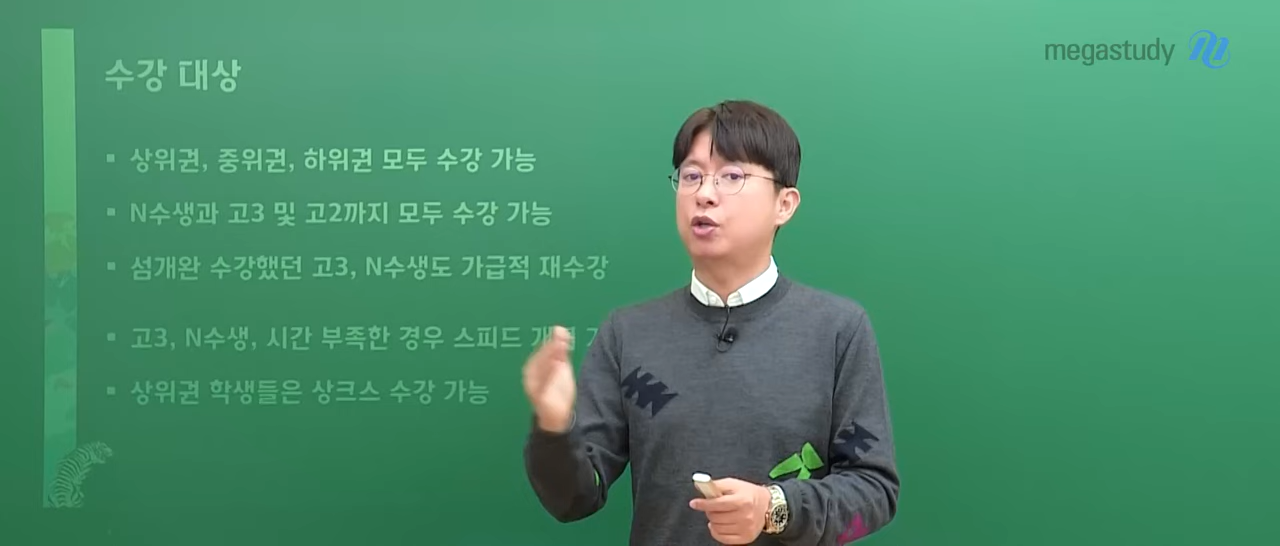 megastudy
수강 대상
▪ 상위권, 중위권, 하위권 모두 수강 가능
▪ N수생과 고3 및 고2까지 모두 수강 가능
▪ 섬개완 수강했던 고3, N수생도 가급적 재수강
▪ 고3, N수생, 시간 부족한 경우 스피드
▪ 상위권 학생들은 상크스 수강 가능